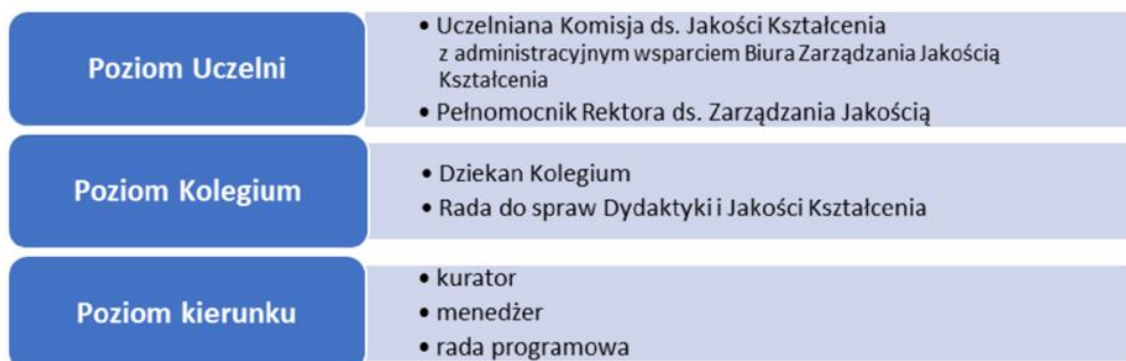 Poziom Uczelni
• Uczelniana Komisja ds. Jakości Kształcenia
z administracyjnym wsparciem Biura Zarządzania Jakością
Kształcenia
• Pełnomocnik Rektora ds. Zarządzania Jakością
Poziom Kolegium
• Dziekan Kolegium
• Rada do spraw Dydaktyki i Jakości Kształcenia
Poziom kierunku
• kurator
• menedżer
• rada programowa